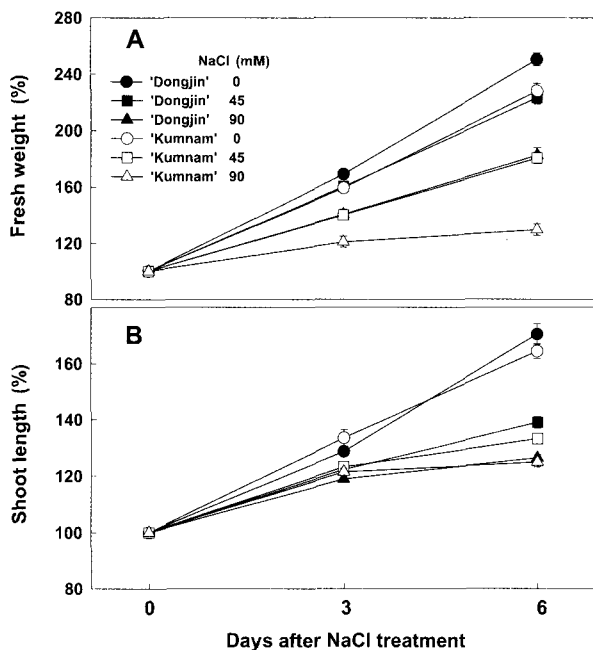 A
NaCl (mM)
'Dongjin' 0
'Dongjin' 45
'Dongjin' 90
'Kumnam' 0
'Kumnam' 45
'Kumnam' 90
Fresh weight (%)
280
240
200
160
120
80
B
Shoot length (%)
160
140
120
100
80
0 3 6
Days after NaCl treatment